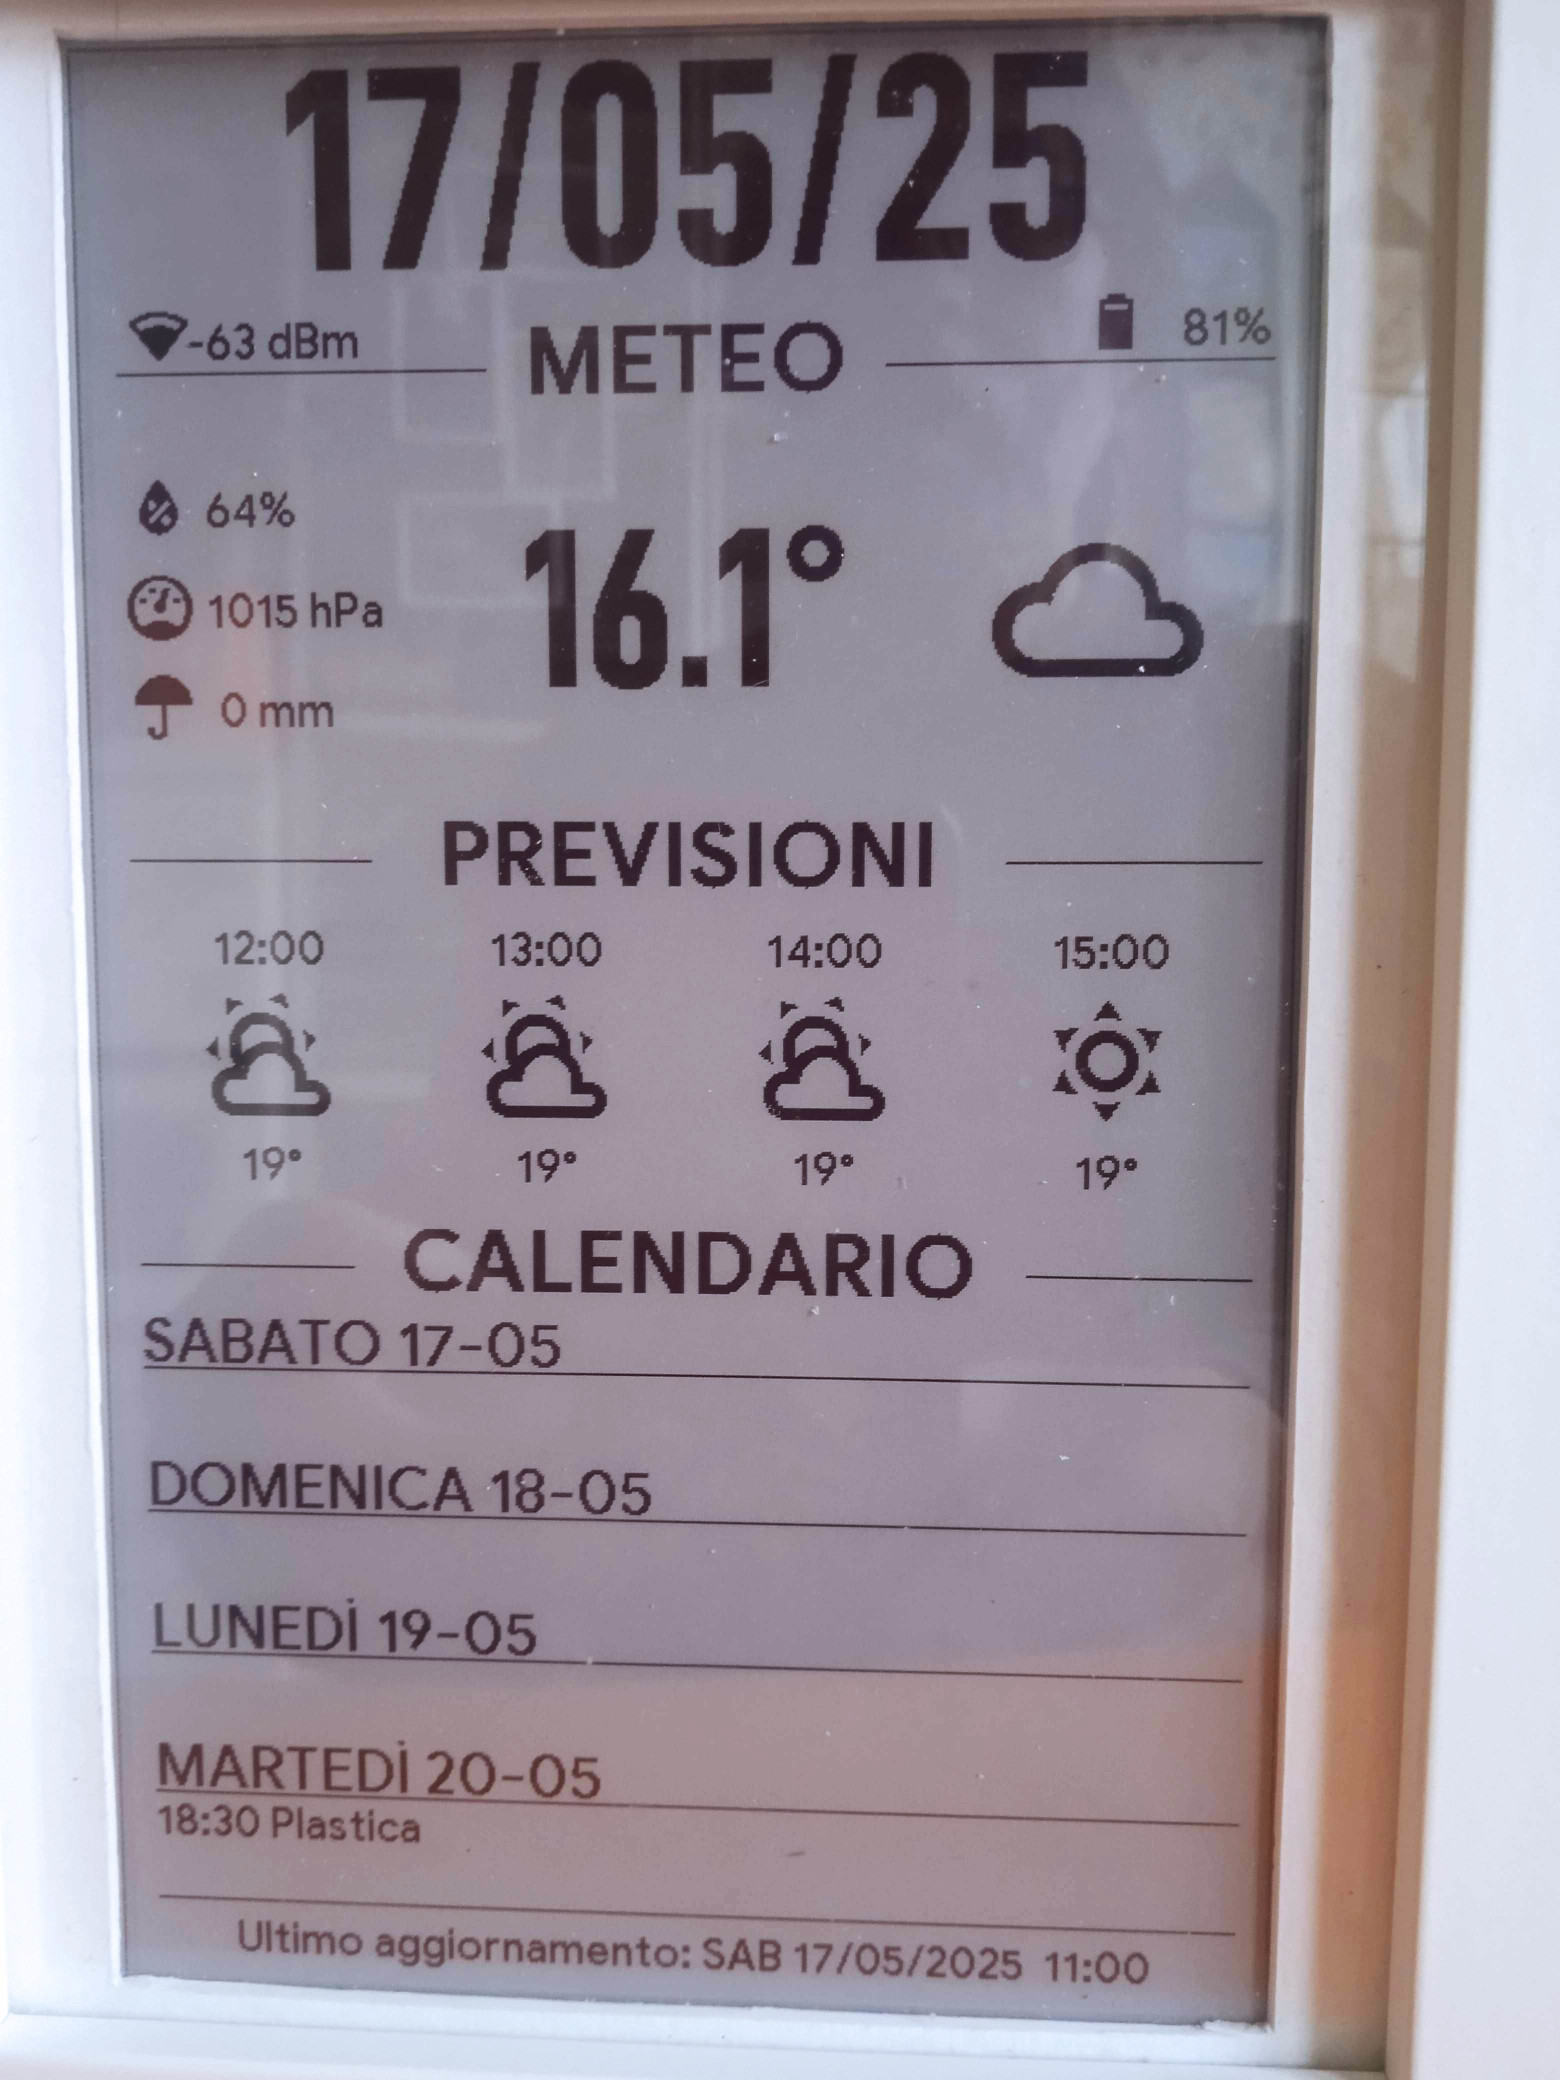 17/05/25
-63 dBm METEO 81%
64%
16.1°
1015 hPa
0 mm
PREVISIONI
12:00 13:00 14:00 15:00
19° 19° 19° 19°
CALENDARIO
SABATO 17-05
DOMENICA 18-05
LUNEDÌ 19-05
MARTEDÌ 20-05
18:30 Plastica
Ultimo aggiornamento: SAB 17/05/2025 11:00